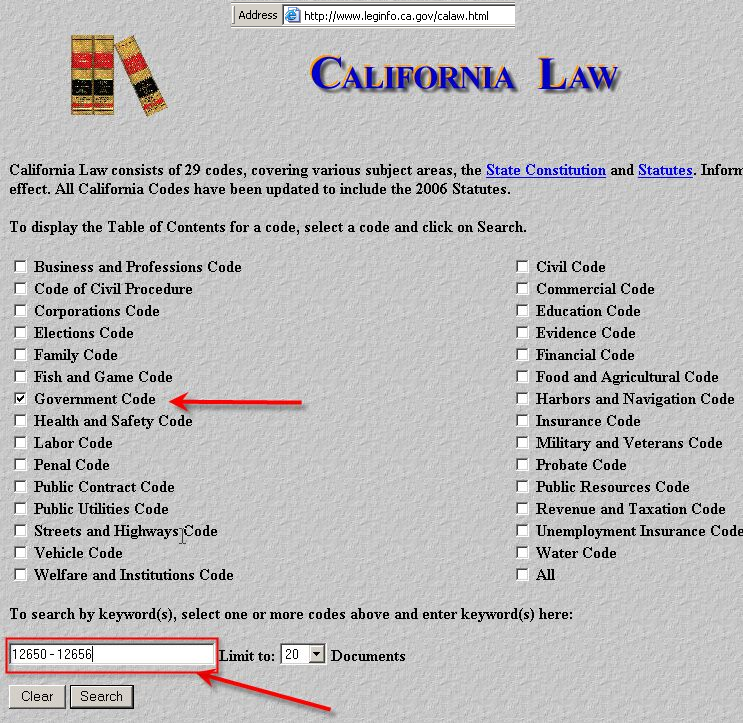 Address http://www.leginfo.ca.gov/calaw.html
CALIFORNIA LAW
California Law consists of 29 codes, covering various subject areas, the State Constitution and Statutes. Inform
effect. All California Codes have been updated to include the 2006 Statutes.
To display the Table of Contents for a code, select a code and click on Search.
Business and Professions Code
Civil Code
Code of Civil Procedure
Commercial Code
Corporations Code
Education Code
Elections Code
Evidence Code
Family Code
Financial Code
Fish and Game Code
Food and Agricultural Code
Government Code
Harbors and Navigation Code
Health and Safety Code
Insurance Code
Labor Code
Military and Veterans Code
Penal Code
Probate Code
Public Contract Code
Public Resources Code
Public Utilities Code
Revenue and Taxation Code
Streets and Highways Code
Unemployment Insurance Code
Vehicle Code
Water Code
Welfare and Institutions Code
All
To search by keyword(s), select one or more codes above and enter keyword(s) here:
12650 - 12656 Limit to: 20 Documents
Clear Search